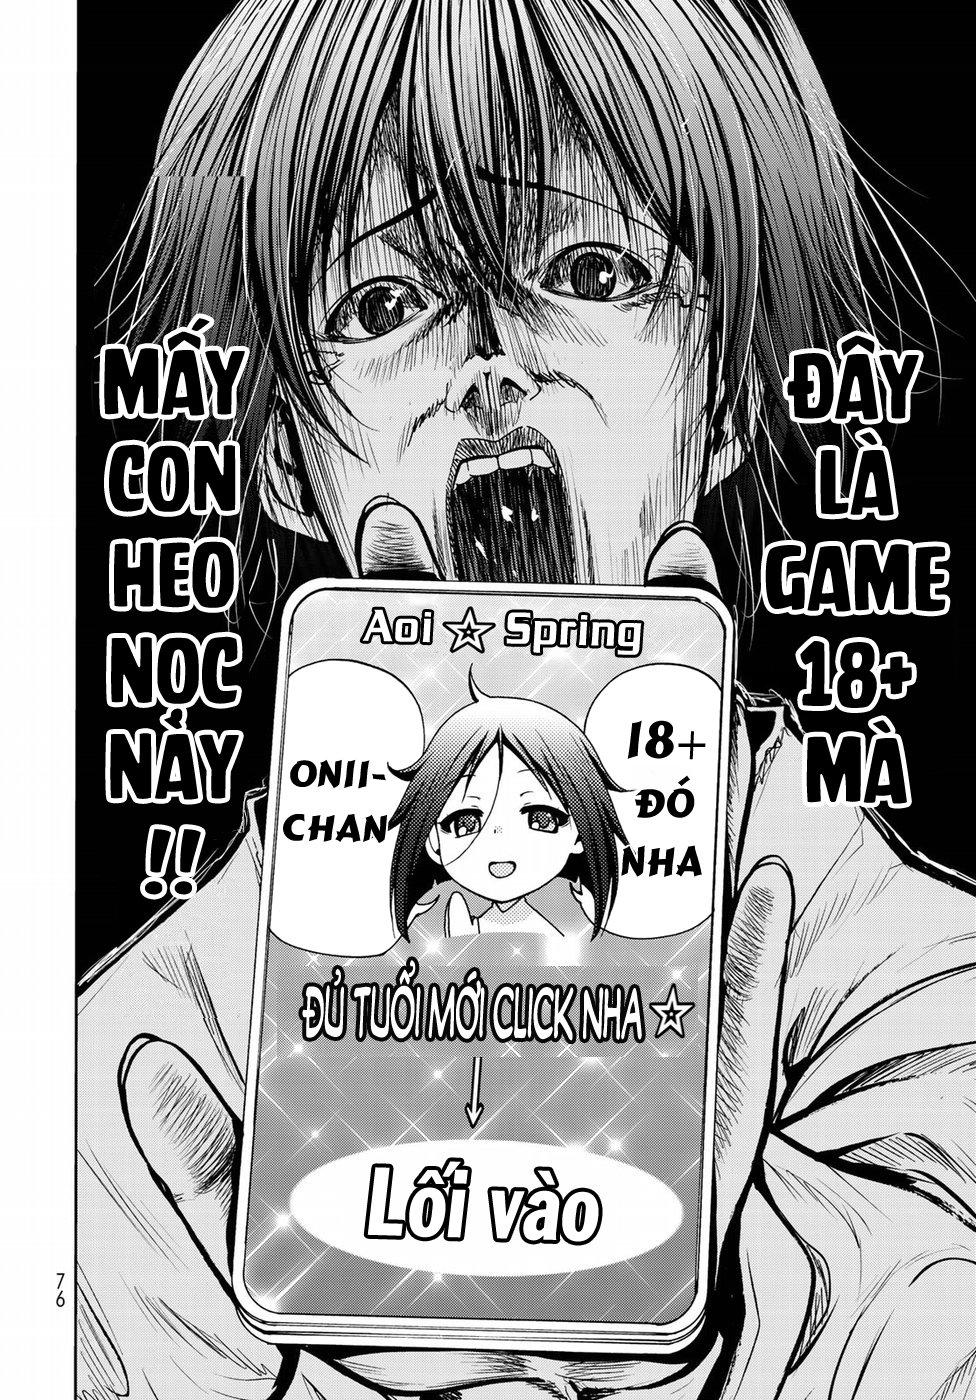 ĐÂY
LÀ
GAME
18+
MÀ
MẤY
CON
HEO
NỌC
NÀY
!!
Aoi ☆ Spring
18+
ĐÓ
NHA
ONII-
CHAN
ĐỦ TUỔI MỚI CLICK NHA ☆
Lối vào
76